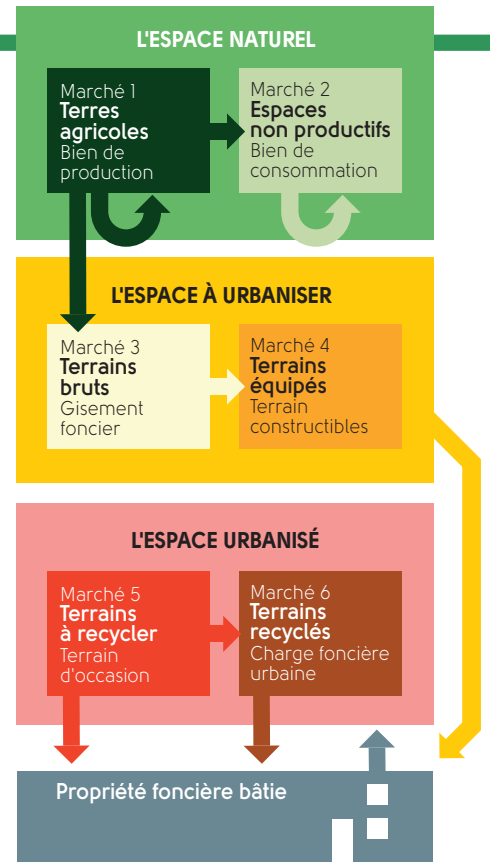 L'ESPACE NATUREL
Marché 1
Terres
agricoles
Bien de
production
Marché 2
Espaces
non productifs
Bien de
consommation
L'ESPACE À URBANISER
Marché 3
Terrains
bruts
Gisement
foncier
Marché 4
Terrains
équipés
Terrain
constructibles
L'ESPACE URBANISÉ
Marché 5
Terrains
à recycler
Terrain
d'occasion
Marché 6
Terrains
recyclés
Charge foncière
urbaine
Propriété foncière bâtie